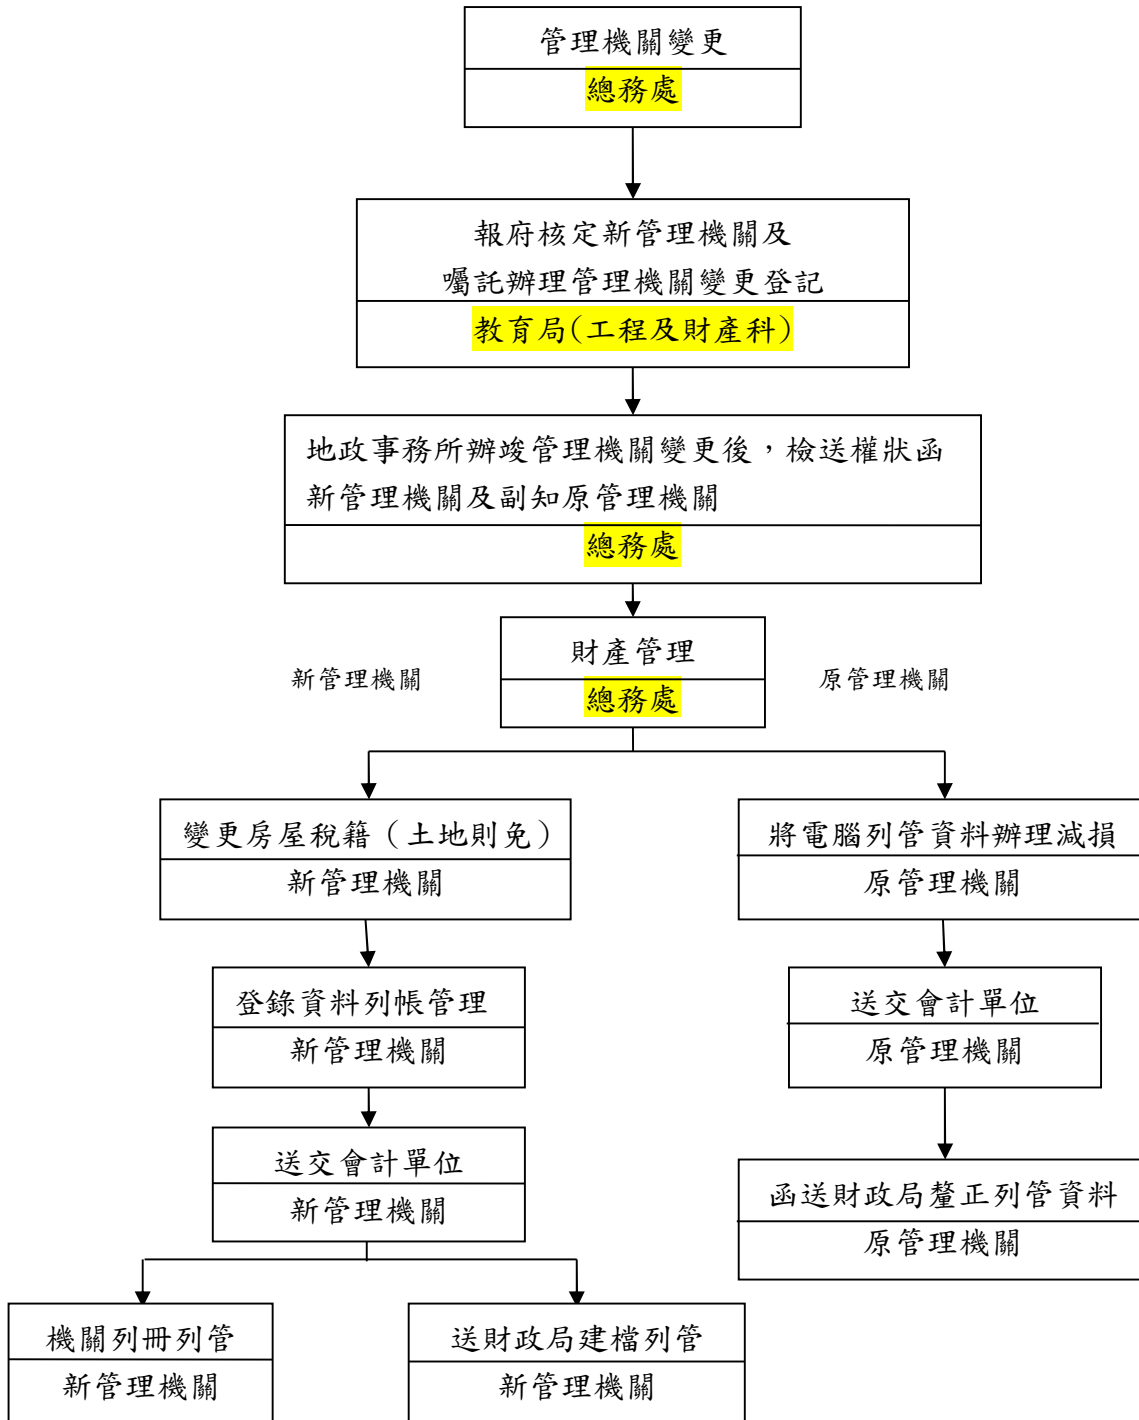 管理機關變更
總務處
報府核定新管理機關及
囑託辦理管理機關變更登記
教育局(工程及財產科)
地政事務所辦竣管理機關變更後，檢送權狀函
新管理機關及副知原管理機關
總務處
財產管理
總務處
新管理機關
原管理機關
變更房屋稅籍（土地則免）
新管理機關
將電腦列管資料辦理減損
原管理機關
登錄資料列帳管理
新管理機關
送交會計單位
原管理機關
送交會計單位
新管理機關
函送財政局釐正列管資料
原管理機關
機關列冊列管
新管理機關
送財政局建檔列管
新管理機關